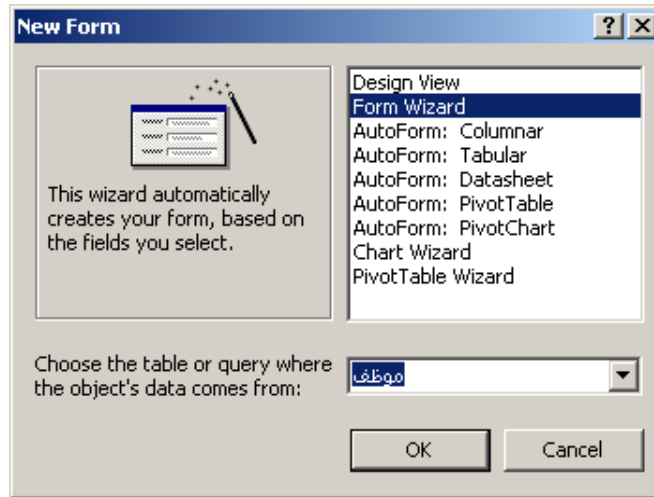 New Form
This wizard automatically
creates your form, based on
the fields you select.
Design View
Form Wizard
AutoForm: Columnar
AutoForm: Tabular
AutoForm: Datasheet
AutoForm: PivotTable
AutoForm: PivotChart
Chart Wizard
PivotTable Wizard
Choose the table or query where
the object's data comes from:
موظف
OK
Cancel